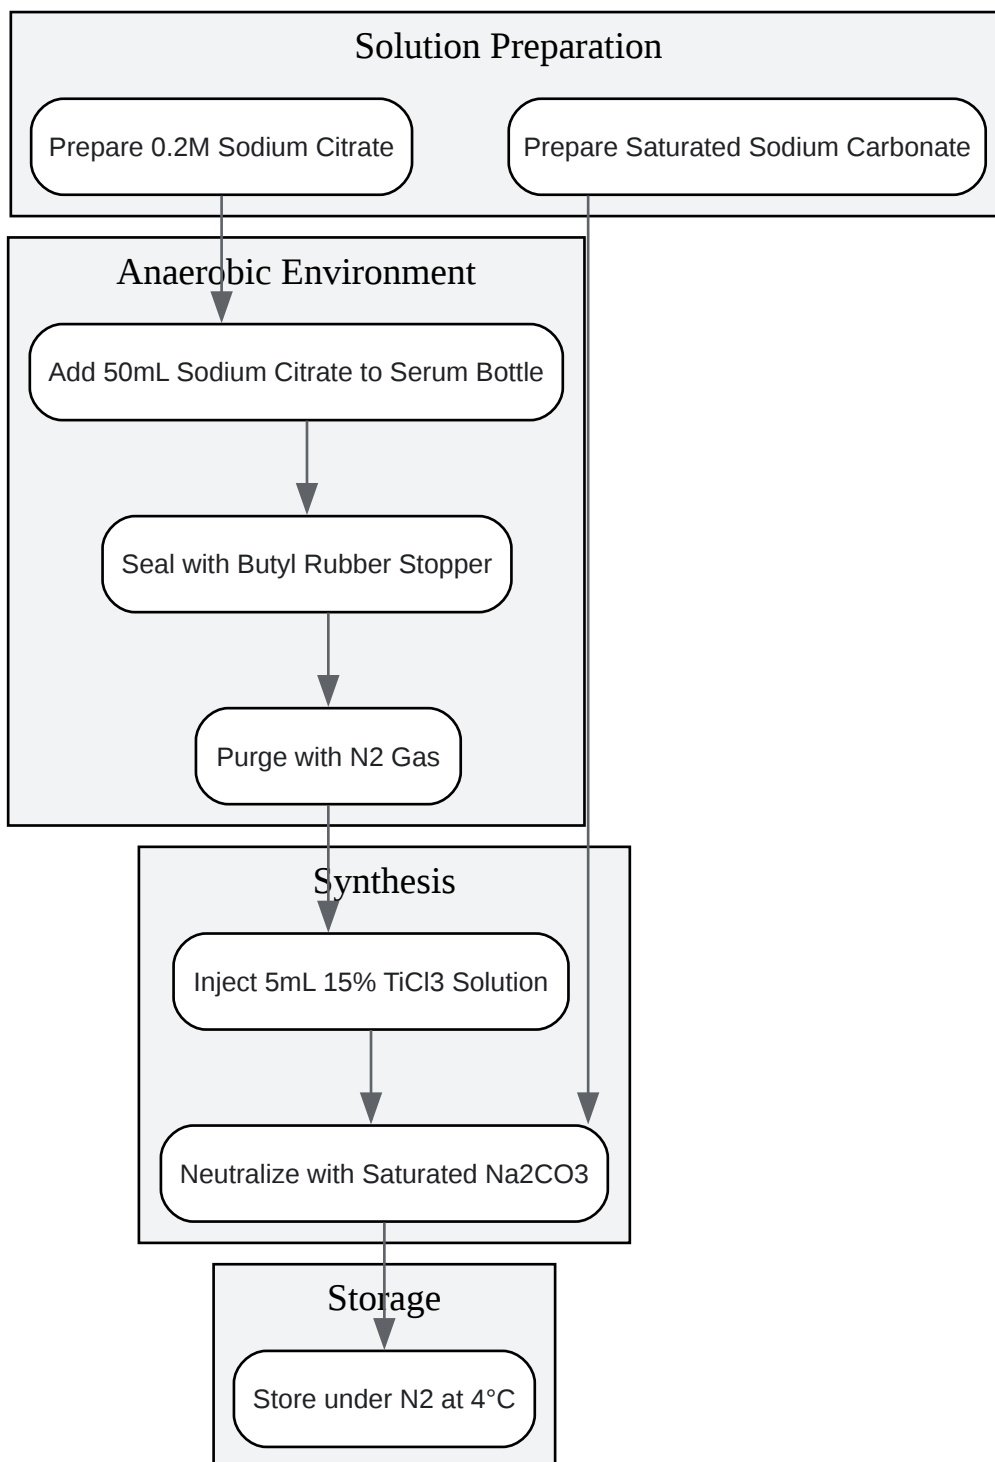 Solution Preparation
Prepare 0.2M Sodium Citrate
Prepare Saturated Sodium Carbonate
Anaerobic Environment
Add 50mL Sodium Citrate to Serum Bottle
Seal with Butyl Rubber Stopper
Purge with N2 Gas
Synthesis
Inject 5mL 15% TiCl3 Solution
Neutralize with Saturated Na2CO3
Storage
Store under N2 at 4°C